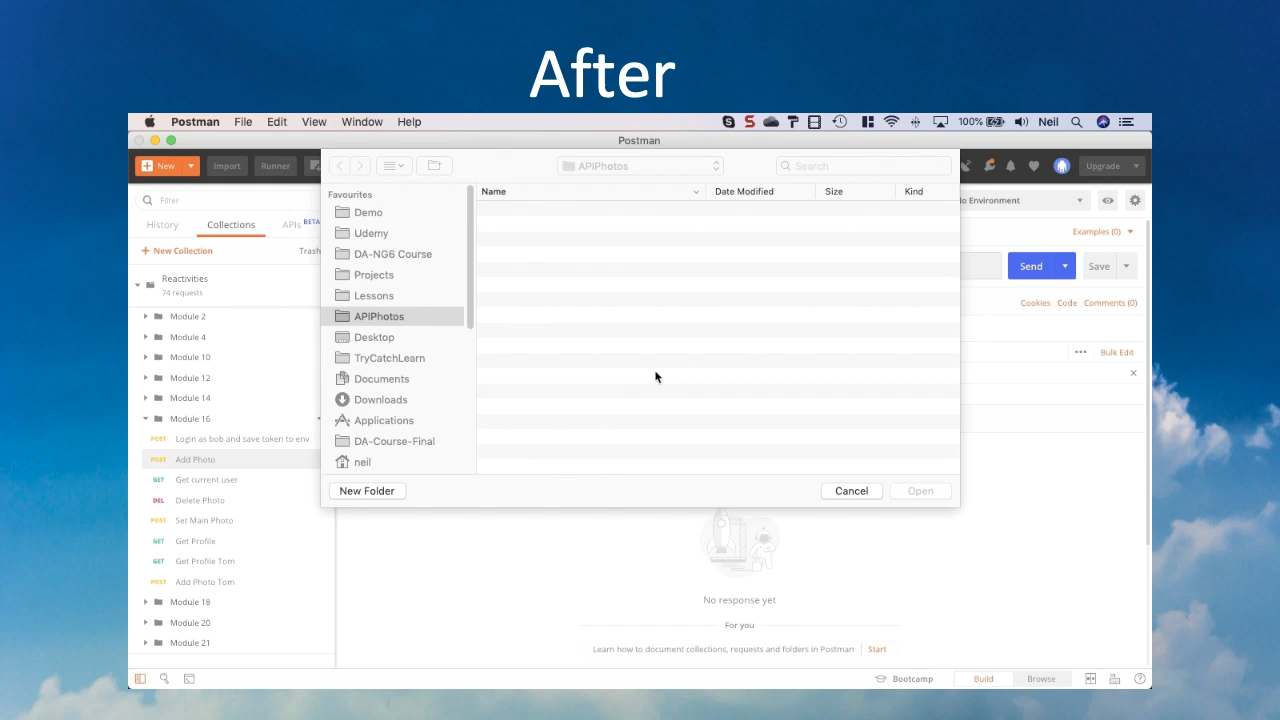 After
Postman File Edit View Window Help 100% Neil
Postman
New Import Runner APIPhotos Search Upgrade
Filter Favourites Name Date Modified Size Kind
History Collections APIs BETA
Environment
New Collection Trash
Examples (0)
Reactivities
74 requests
Send Save
Cookies Code Comments (0)
Bulk Edit
Demo
Udemy
DA-NG6 Course
Projects
Lessons
APIPhotos
Desktop
TryCatchLearn
Documents
Downloads
Applications
DA-Course-Final
neil
New Folder Cancel Open
Module 2
Module 4
Module 10
Module 12
Module 14
Module 16
POST Login as bob and save token to env
POST Add Photo
GET Get current user
DEL Delete Photo
POST Set Main Photo
GET Get Profile
GET Get Profile Tom
POST Add Photo Tom
Module 18
Module 20
Module 21
No response yet
For you
Learn how to document collections, requests and folders in Postman Start
Bootcamp Build Browse